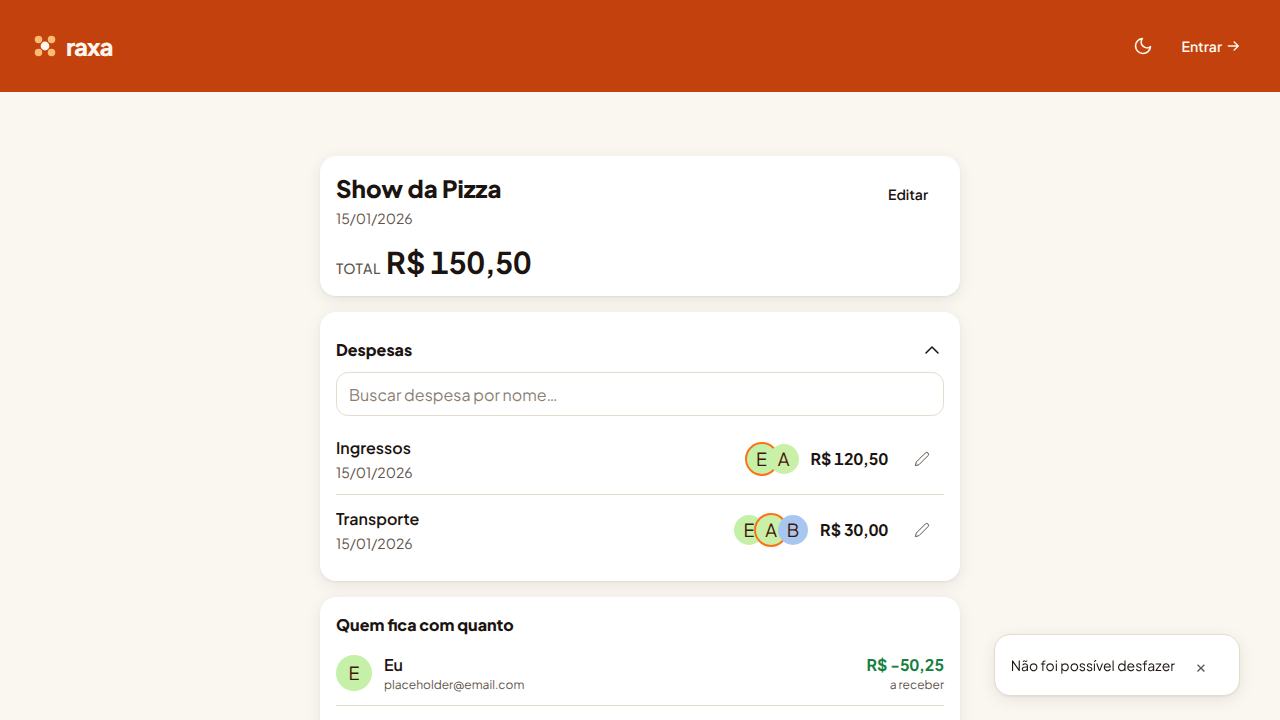 raxa
Entrar →
Show da Pizza
Editar
15/01/2026
TOTAL R$ 150,50
Despesas
Buscar despesa por nome...
Ingressos
E A R$ 120,50
15/01/2026
Transporte
E A B R$ 30,00
15/01/2026
Quem fica com quanto
E Eu R$ -50,25
placeholder@email.com a receber
Não foi possível desfazer ×